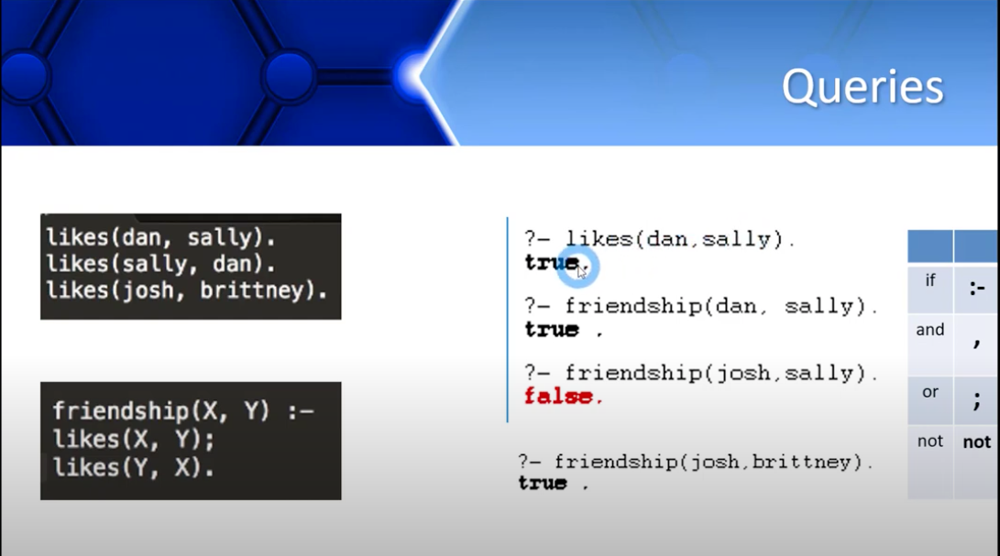 Queries
likes(dan, sally).
likes(sally, dan).
likes(josh, brittney).
friendship(X, Y) :-
likes(X, Y);
likes(Y, X).
?- likes(dan,sally).
true.
?- friendship(dan, sally).
true .
?- friendship(josh,sally).
false.
?- friendship(josh,brittney).
true .
if :-
and ,
or ;
not not